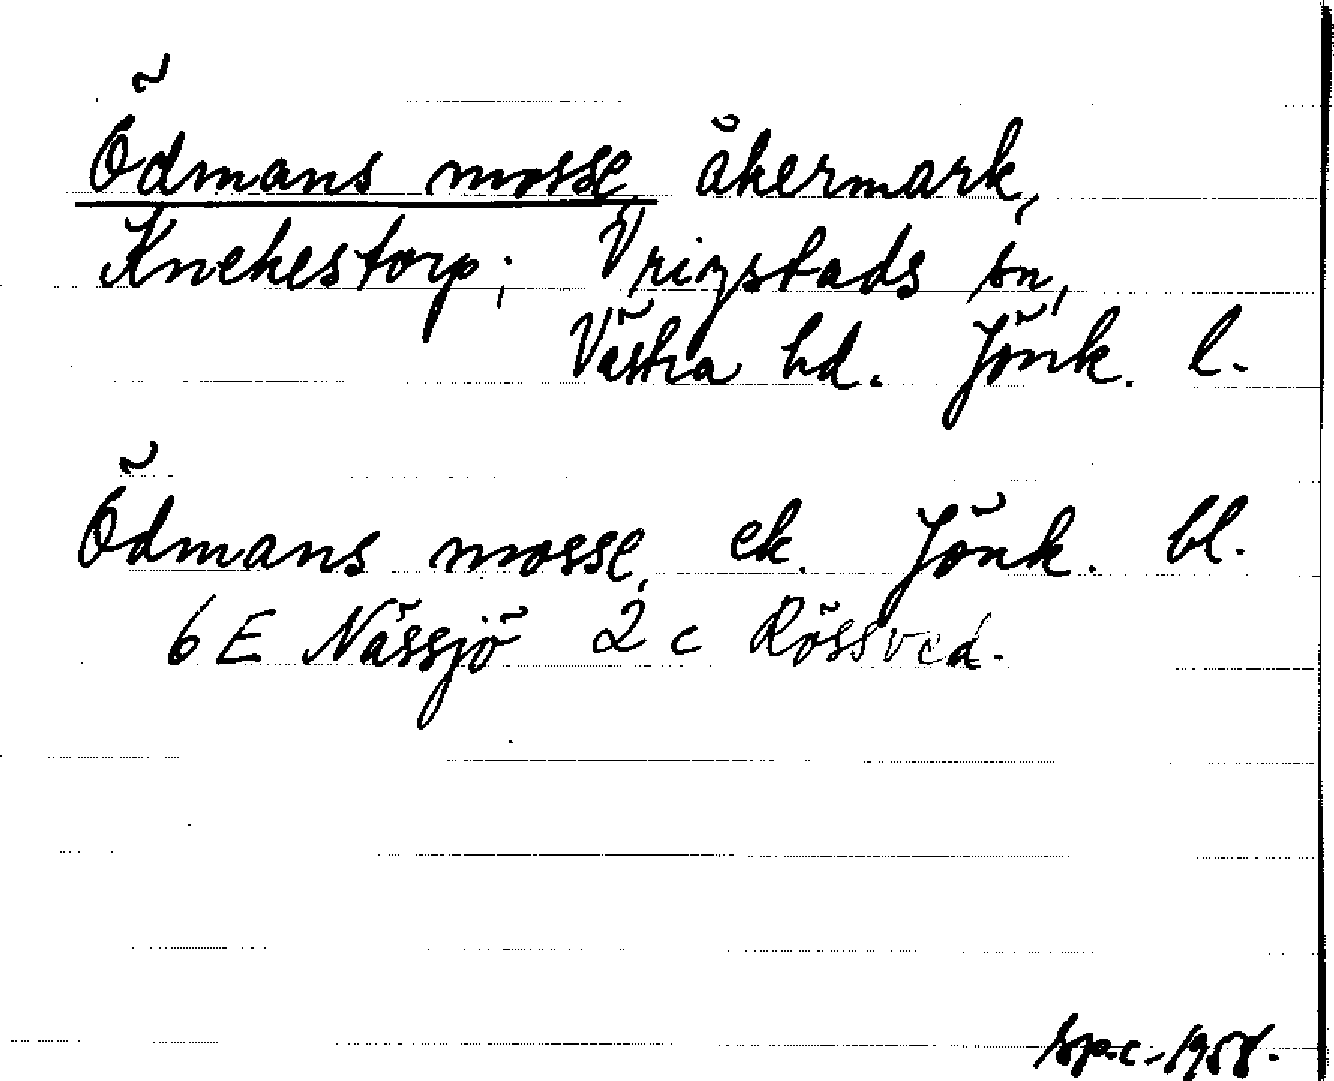 Ödmans mosse, åkermark,
Knekestorp; Vrigstads sn,
Västra hd. Jönk. l.
Ödmans mosse, ek. Jönk. bl.
6 E Nässjö 2 c Rössved.